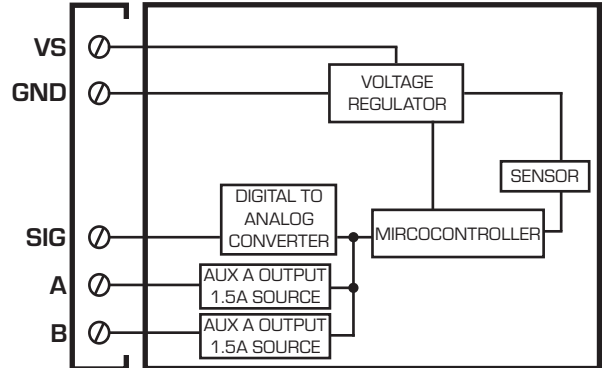 VS
GND
VOLTAGE
REGULATOR
SENSOR
DIGITAL TO
ANALOG
CONVERTER
MIRCOCONTROLLER
SIG
A
AUX A OUTPUT
1.5A SOURCE
B
AUX A OUTPUT
1.5A SOURCE